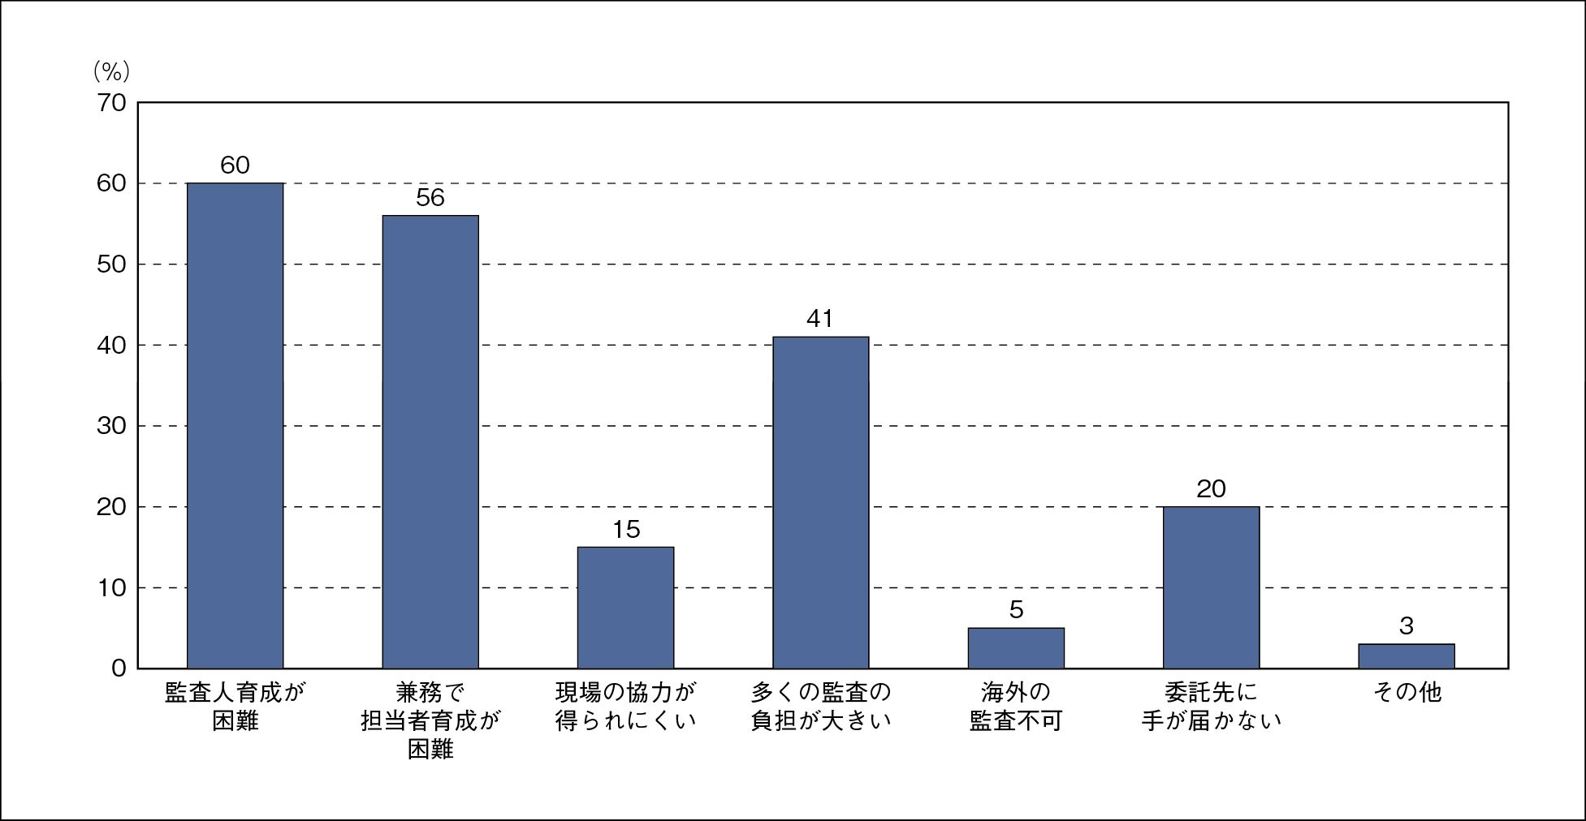 (%)
70
60
50
40
30
20
10
0
60
56
15
41
5
20
3
監査人育成が
困難
兼務で
担当者育成が
困難
現場の協力が
得られにくい
多くの監査の
負担が大きい
海外の
監査不可
委託先に
手が届かない
その他